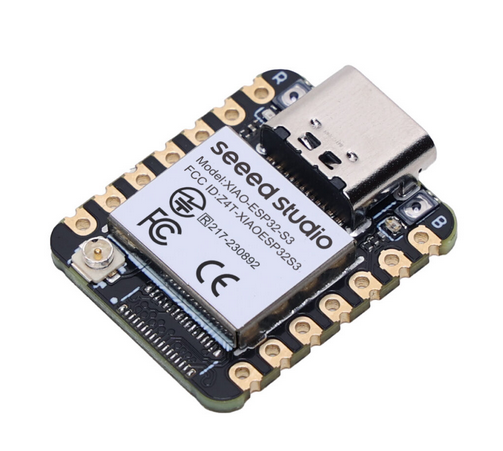 R
seeed studio
Model:XIAO-ESP32-S3
FCC ID:Z4T-XIAOESP32S3
R 217-230892
FC CE
B